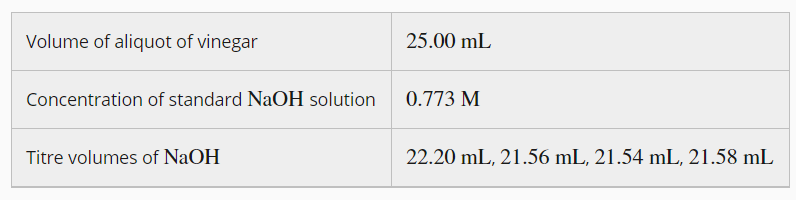 Volume of aliquot of vinegar 25.00 mL
Concentration of standard NaOH solution 0.773 M
Titre volumes of NaOH 22.20 mL, 21.56 mL, 21.54 mL, 21.58 mL